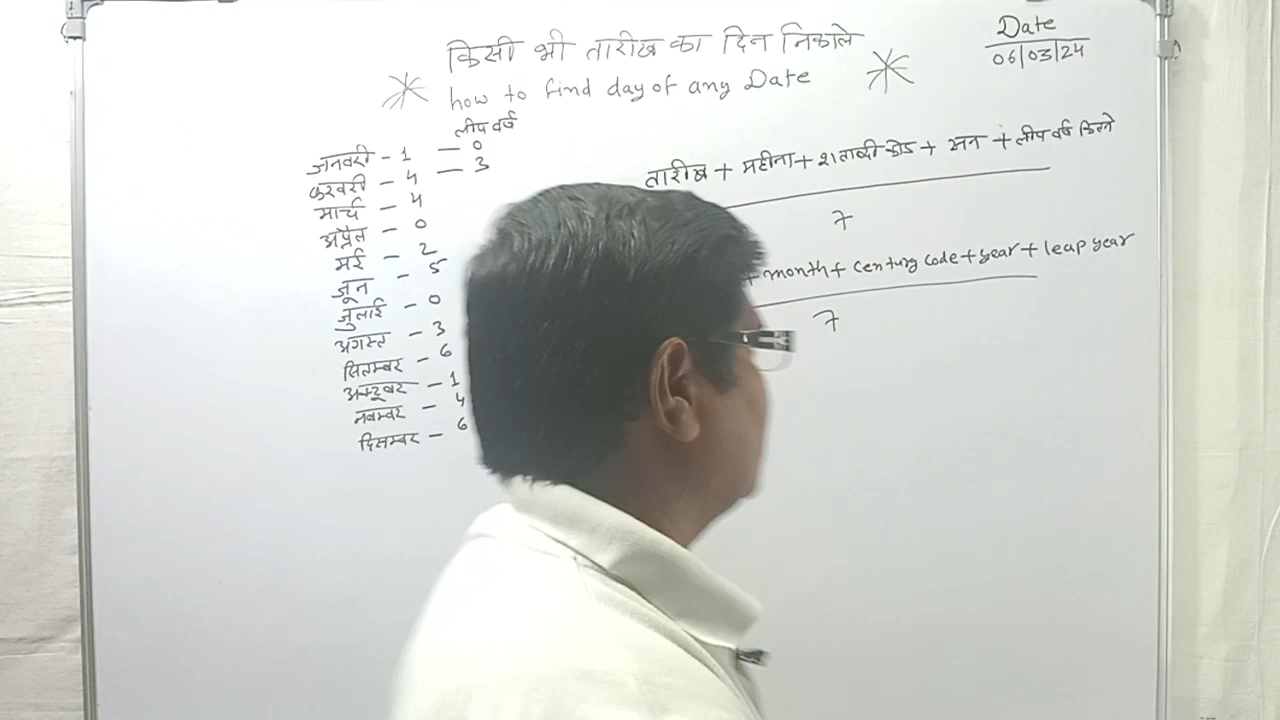 किसी भी तारीख का दिन निकाले
how to find day of any Date
Date
06/03/24
लीप वर्ष
जनवरी - 1 - 0
फरवरी - 4 - 3
मार्च - 4
अप्रैल - 0
मई - 2
जून - 5
जुलाई - 0
अगस्त - 3
सितम्बर - 6
अक्टूबर - 1
नवम्बर - 4
दिसम्बर - 6
तारीख + महीना + शताब्दी कोड + सन + लीप वर्ष कितने
7
+ month + century code + year + leap year
7